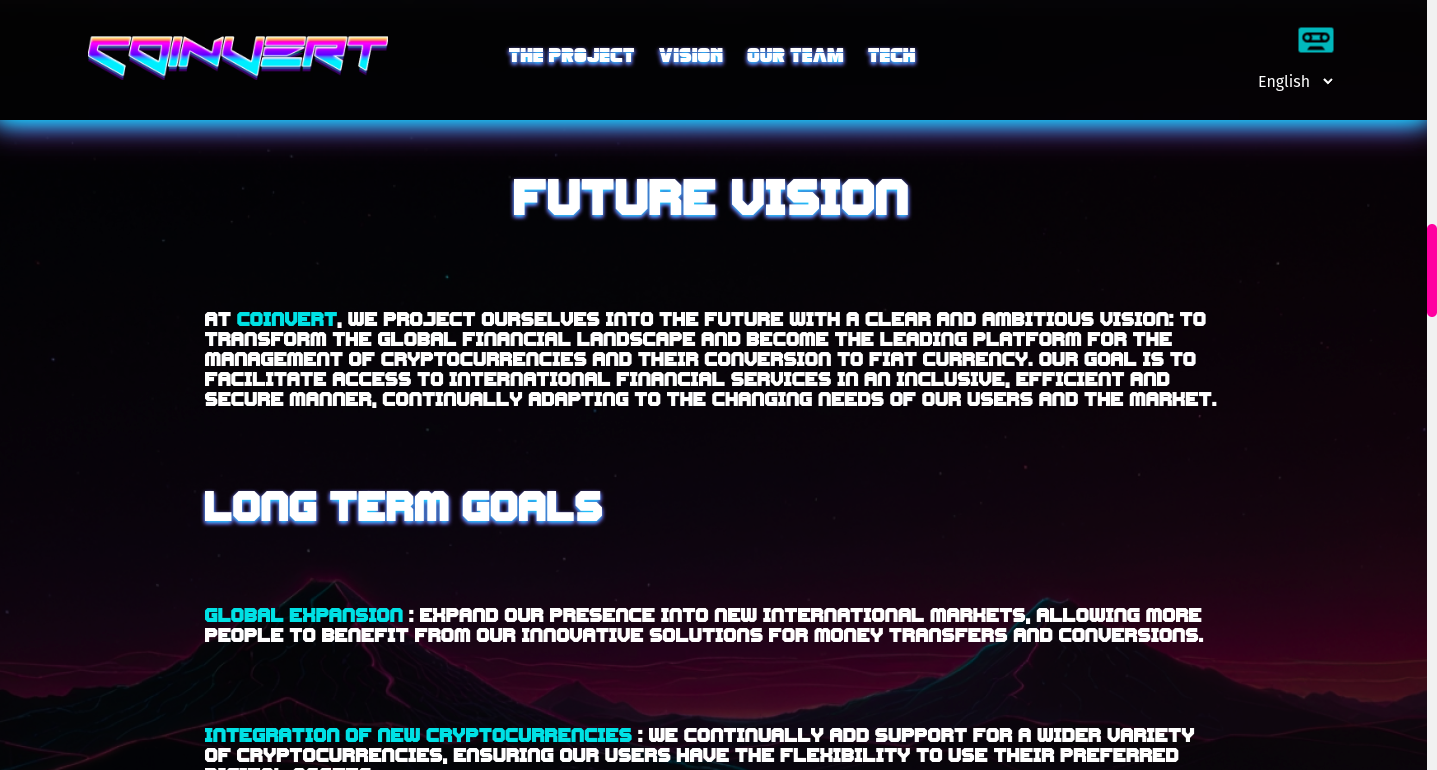 COINVERT
THE PROJECT VISION OUR TEAM TECH
English
FUTURE VISION
AT COINVERT, WE PROJECT OURSELVES INTO THE FUTURE WITH A CLEAR AND AMBITIOUS VISION: TO
TRANSFORM THE GLOBAL FINANCIAL LANDSCAPE AND BECOME THE LEADING PLATFORM FOR THE
MANAGEMENT OF CRYPTOCURRENCIES AND THEIR CONVERSION TO FIAT CURRENCY. OUR GOAL IS TO
FACILITATE ACCESS TO INTERNATIONAL FINANCIAL SERVICES IN AN INCLUSIVE, EFFICIENT AND
SECURE MANNER, CONTINUALLY ADAPTING TO THE CHANGING NEEDS OF OUR USERS AND THE MARKET.
LONG TERM GOALS
GLOBAL EXPANSION : EXPAND OUR PRESENCE INTO NEW INTERNATIONAL MARKETS, ALLOWING MORE
PEOPLE TO BENEFIT FROM OUR INNOVATIVE SOLUTIONS FOR MONEY TRANSFERS AND CONVERSIONS.
INTEGRATION OF NEW CRYPTOCURRENCIES : WE CONTINUALLY ADD SUPPORT FOR A WIDER VARIETY
OF CRYPTOCURRENCIES, ENSURING OUR USERS HAVE THE FLEXIBILITY TO USE THEIR PREFERRED